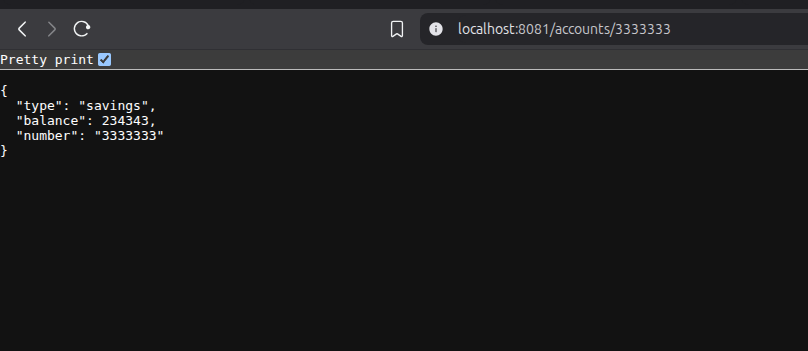 localhost:8081/accounts/3333333
Pretty print
{
  "type": "savings",
  "balance": 234343,
  "number": "3333333"
}